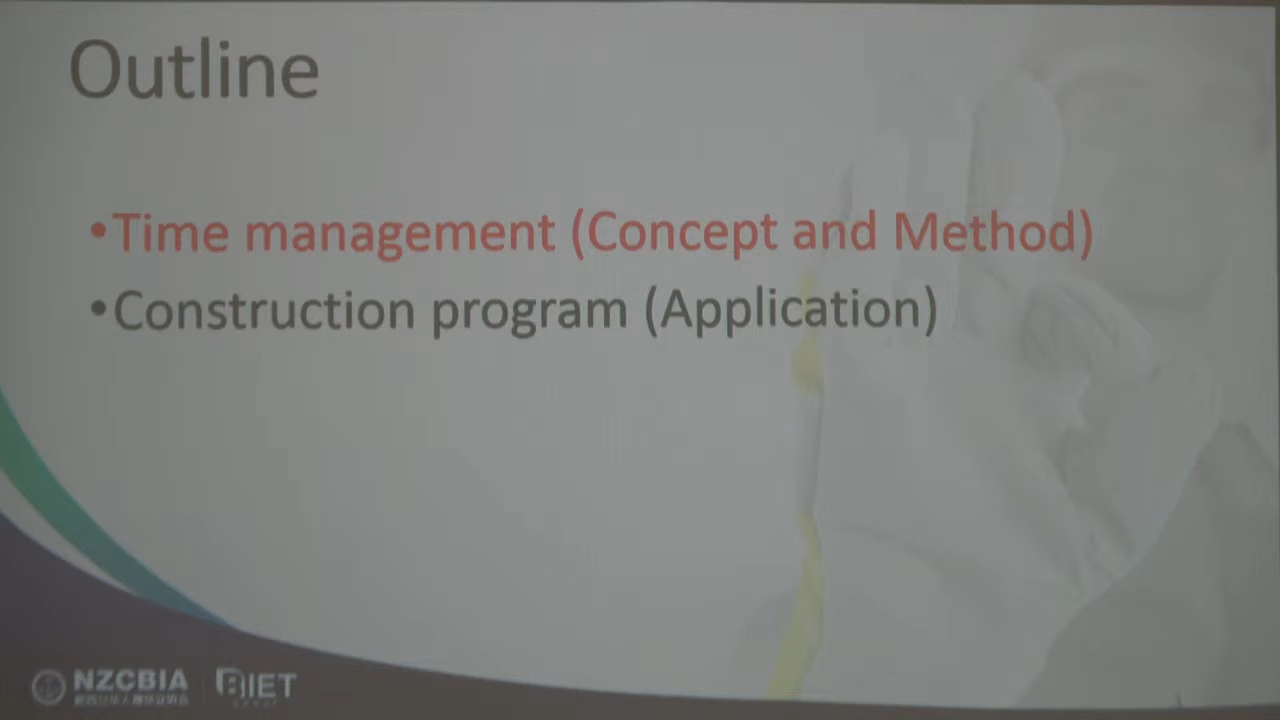 Outline
•Time management (Concept and Method)
•Construction program (Application)
NZCBIA
BIET